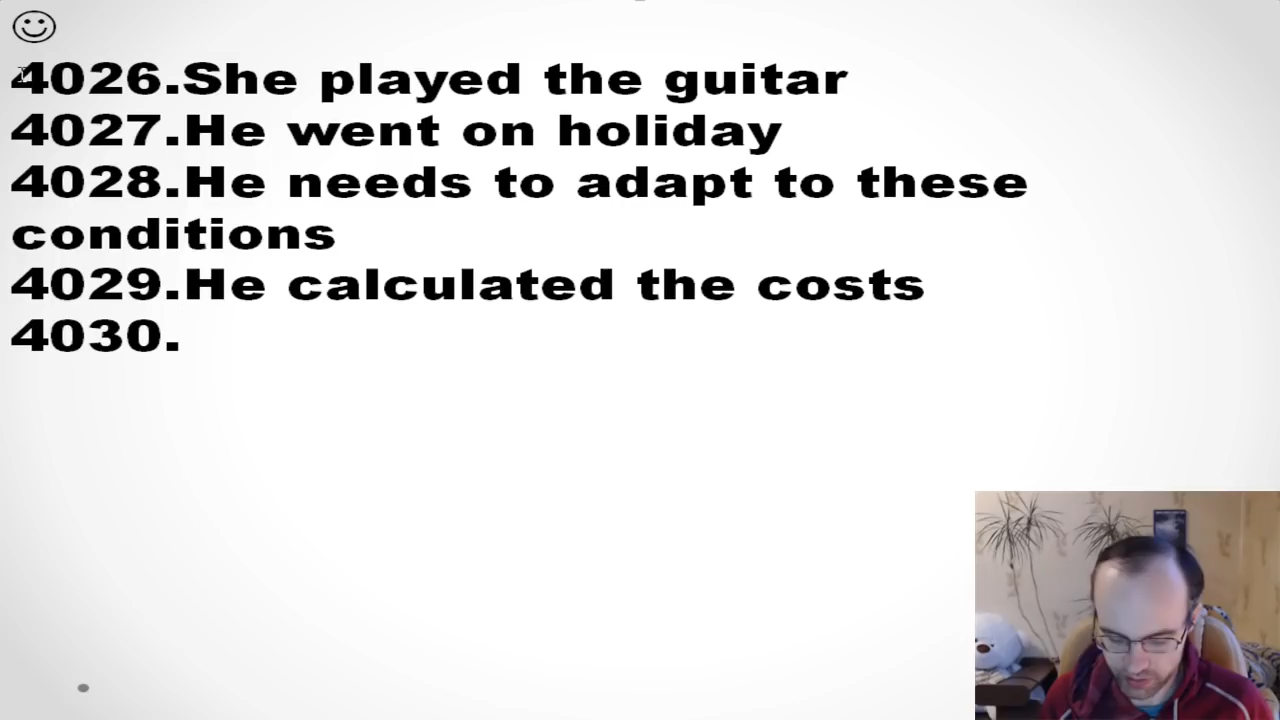 4026.She played the guitar
4027.He went on holiday
4028.He needs to adapt to these
conditions
4029.He calculated the costs
4030.